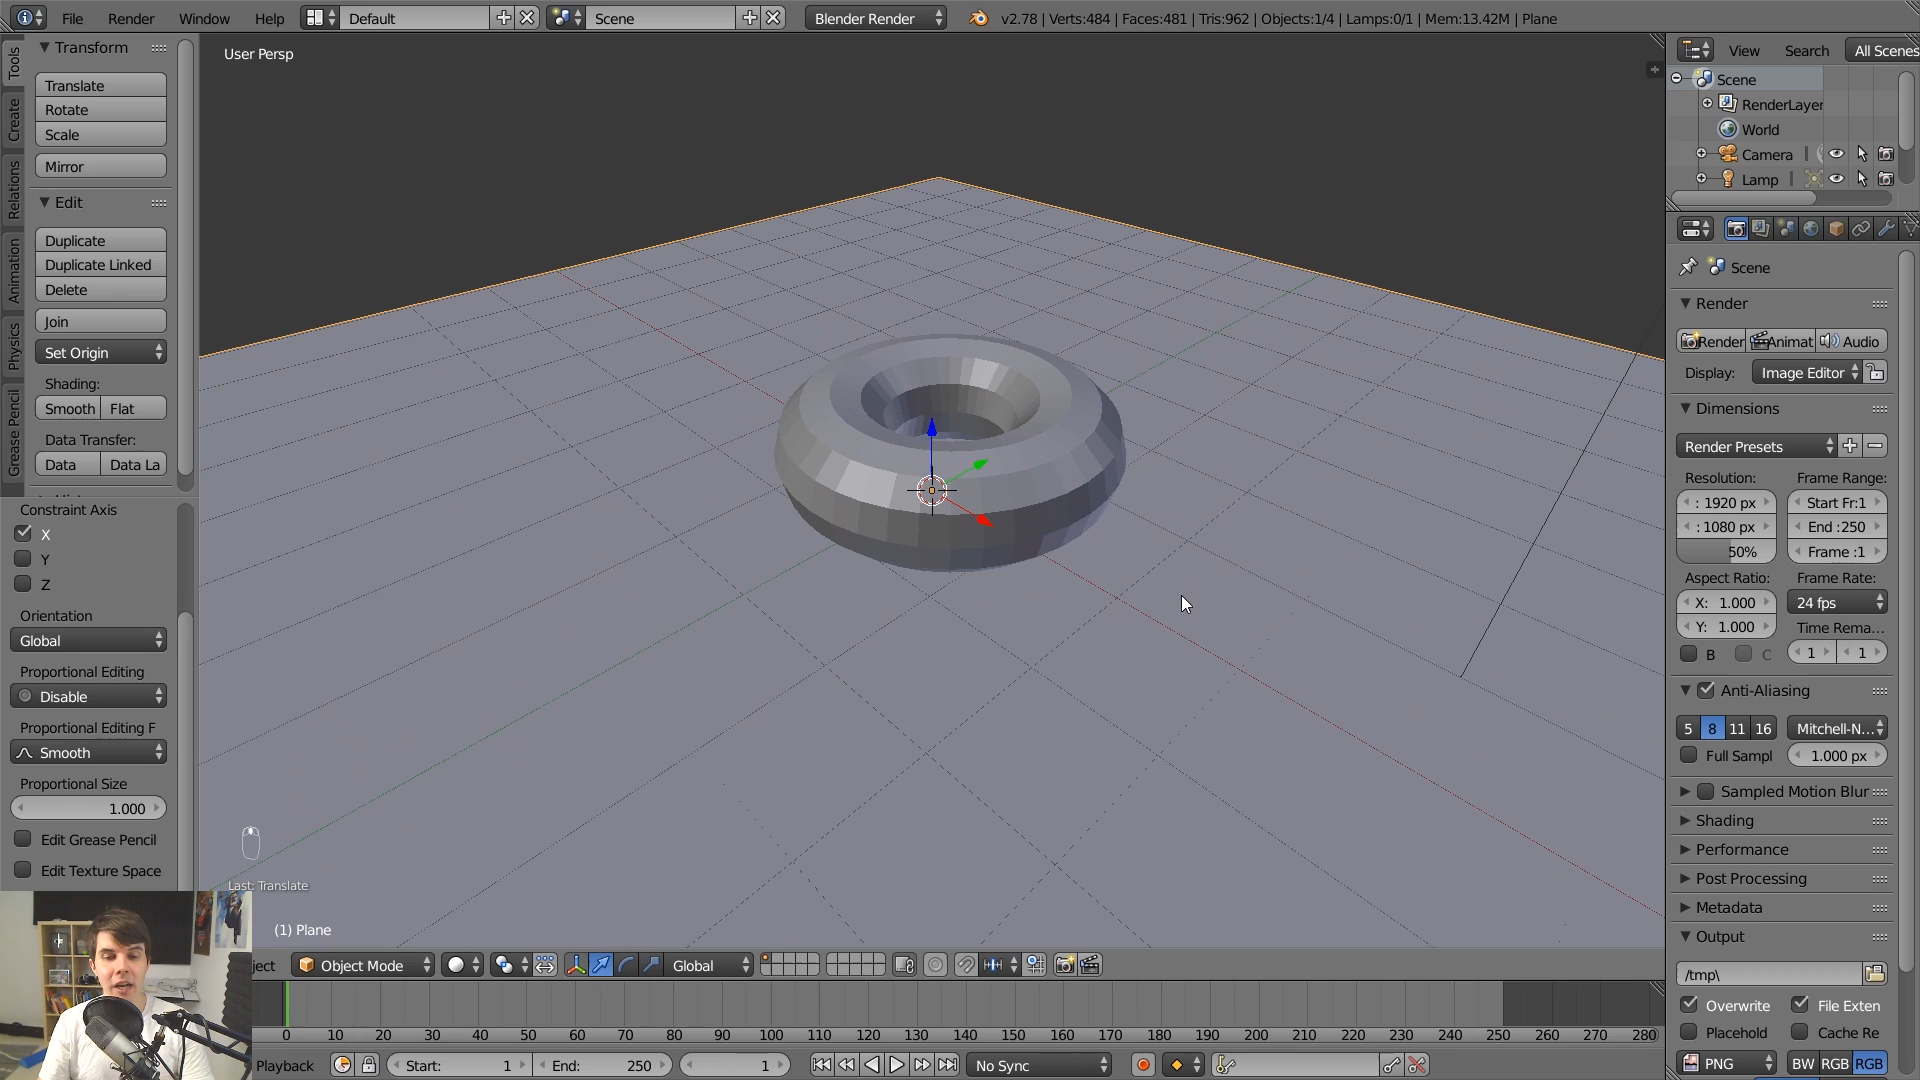 File Render Window Help Default Scene Blender Render v2.78 | Verts:484 | Faces:481 | Tris:962 | Objects:1/4 | Lamps:0/1 | Mem:13.42M | Plane
Tools
Create
Relations
Animation
Physics
Grease Pencil
Transform
Translate
Rotate
Scale
Mirror
Edit
Duplicate
Duplicate Linked
Delete
Join
Set Origin
Shading:
Smooth Flat
Data Transfer:
Data Data La
Constraint Axis
X
Y
Z
Orientation
Global
Proportional Editing
Disable
Proportional Editing F
Smooth
Proportional Size
1.000
Edit Grease Pencil
Edit Texture Space
User Persp
Last: Translate
(1) Plane
ject Object Mode Global
0 10 20 30 40 50 60 70 80 90 100 110 120 130 140 150 160 170 180 190 200 210 220 230 240 250 260 270 280
Playback Start: 1 End: 250 1 No Sync
View Search All Scenes
Scene
RenderLayer
World
Camera
Lamp
Scene
Render
Render Animat Audio
Display: Image Editor
Dimensions
Render Presets
Resolution: Frame Range:
: 1920 px Start Fr:1
: 1080 px End :250
50% Frame :1
Aspect Ratio: Frame Rate:
X: 1.000 24 fps
Y: 1.000 Time Rema...
B C 1 1
Anti-Aliasing
5 8 11 16 Mitchell-N...
Full Sampl 1.000 px
Sampled Motion Blur
Shading
Performance
Post Processing
Metadata
Output
/tmp\
Overwrite File Exten
Placehold Cache Re
PNG BW RGB RGB